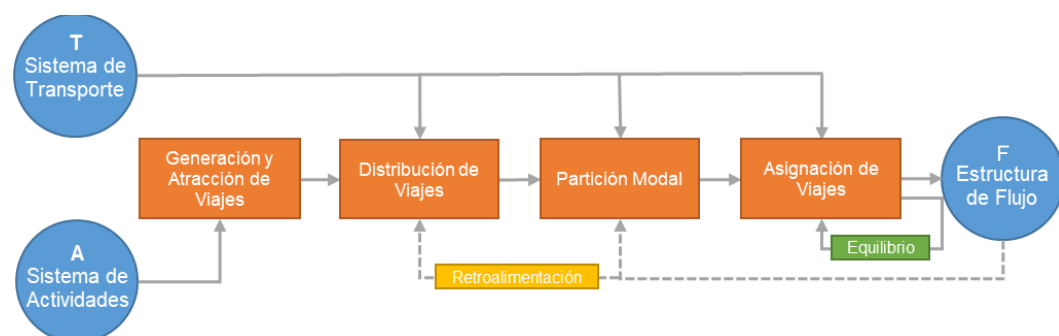 T
Sistema de
Transporte
Generación y
Atracción de
Viajes
Distribución de
Viajes
Partición Modal
Asignación de
Viajes
F
Estructura
de Flujo
A
Sistema de
Actividades
Equilibrio
Retroalimentación